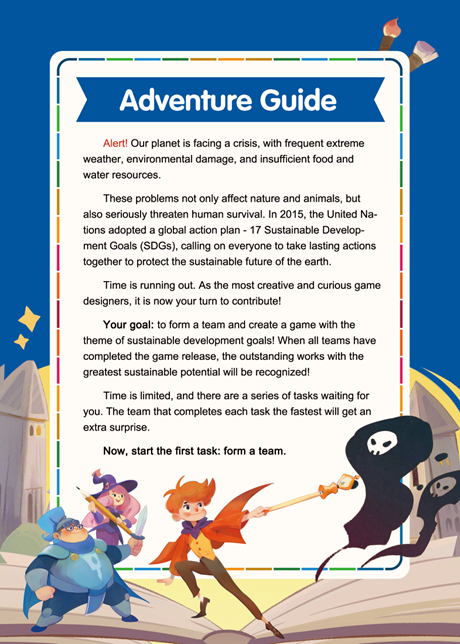 Adventure Guide
Alert! Our planet is facing a crisis, with frequent extreme
weather, environmental damage, and insufficient food and
water resources.
These problems not only affect nature and animals, but
also seriously threaten human survival. In 2015, the United Na-
tions adopted a global action plan - 17 Sustainable Develop-
ment Goals (SDGs), calling on everyone to take lasting actions
together to protect the sustainable future of the earth.
Time is running out. As the most creative and curious game
designers, it is now your turn to contribute!
Your goal: to form a team and create a game with the
theme of sustainable development goals! When all teams have
completed the game release, the outstanding works with the
greatest sustainable potential will be recognized!
Time is limited, and there are a series of tasks waiting for
you. The team that completes each task the fastest will get an
extra surprise.
Now, start the first task: form a team.